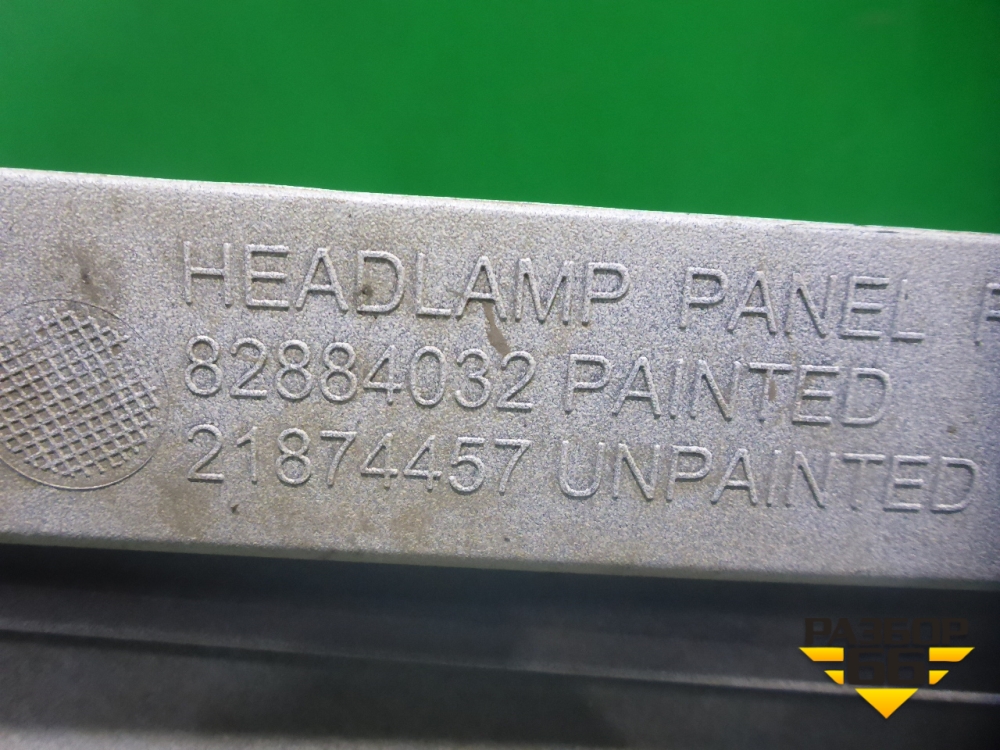 HEADLAMP PANEL
82884032 PAINTED
21874457 UNPAINTED
РАЗБОР
66